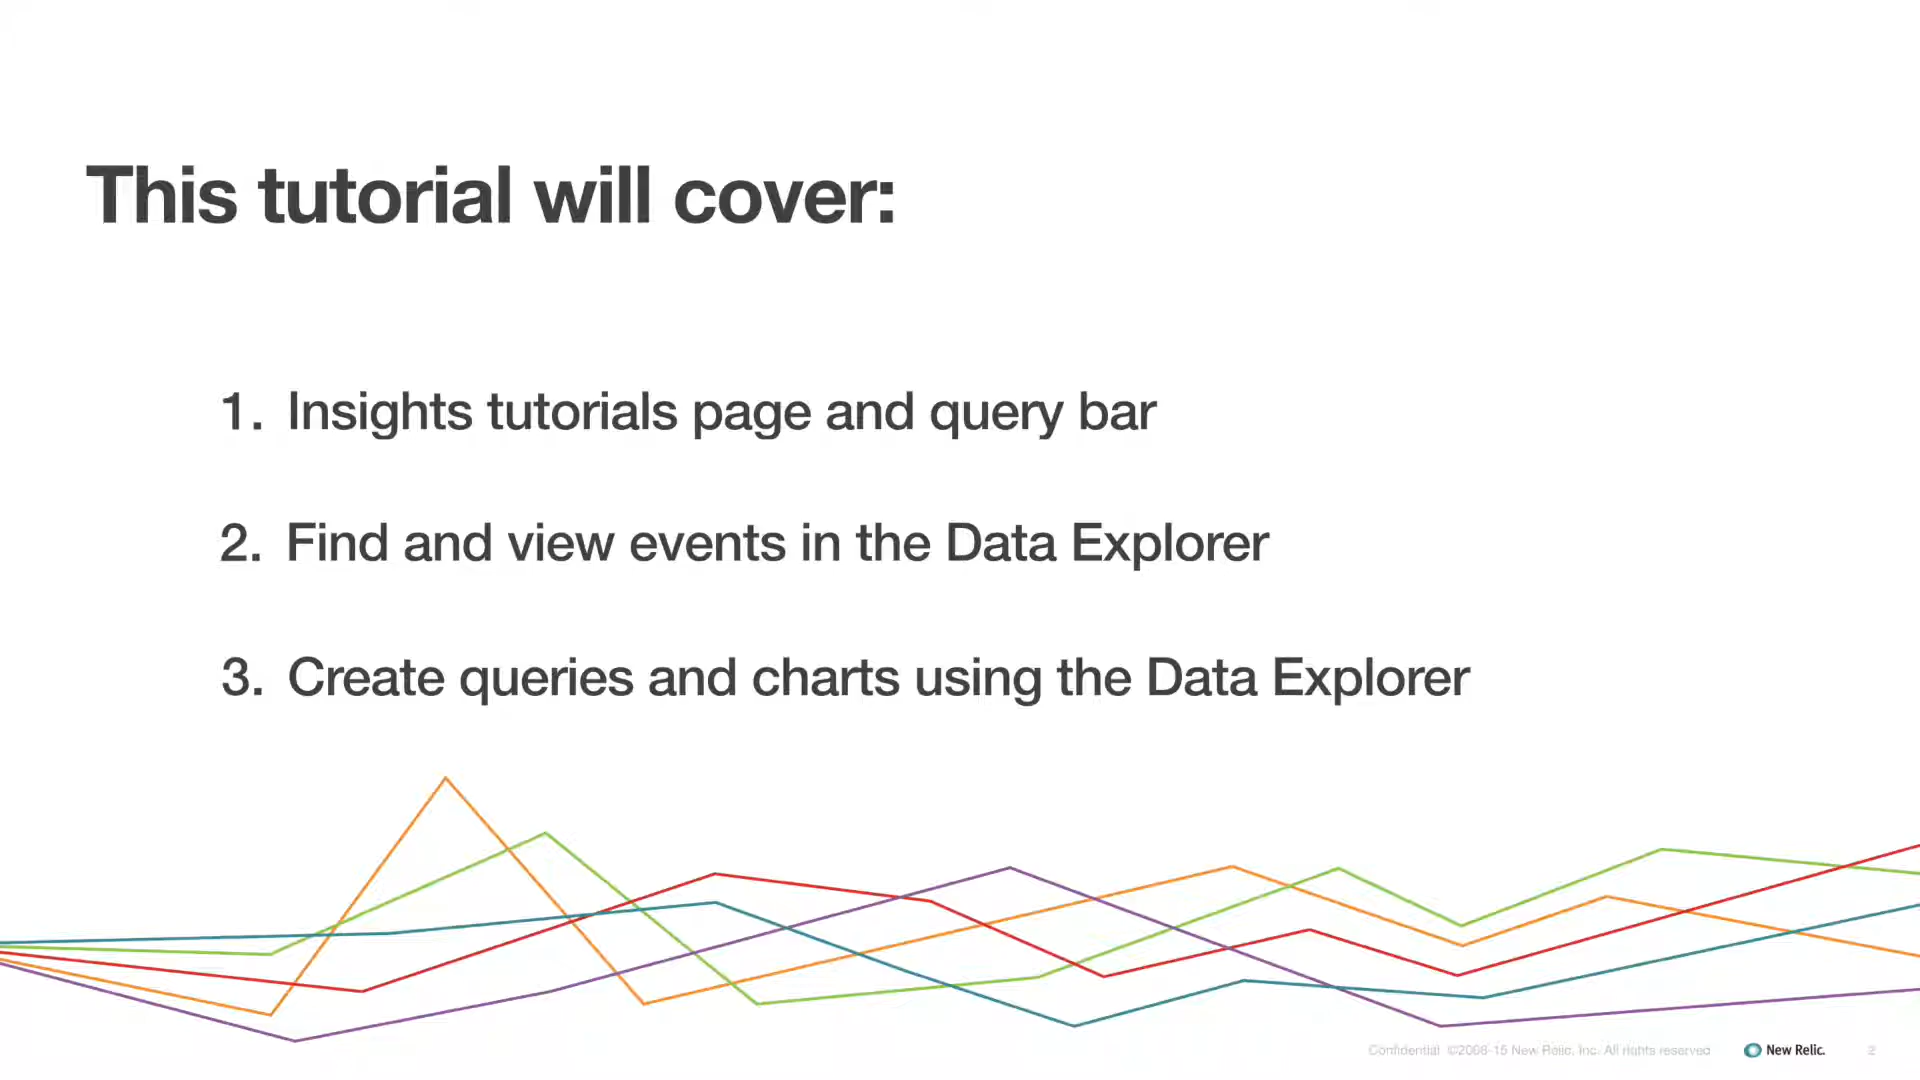 This tutorial will cover:
1. Insights tutorials page and query bar
2. Find and view events in the Data Explorer
3. Create queries and charts using the Data Explorer
Confidential ©2008-15 New Relic, Inc. All rights reserved New Relic. 2